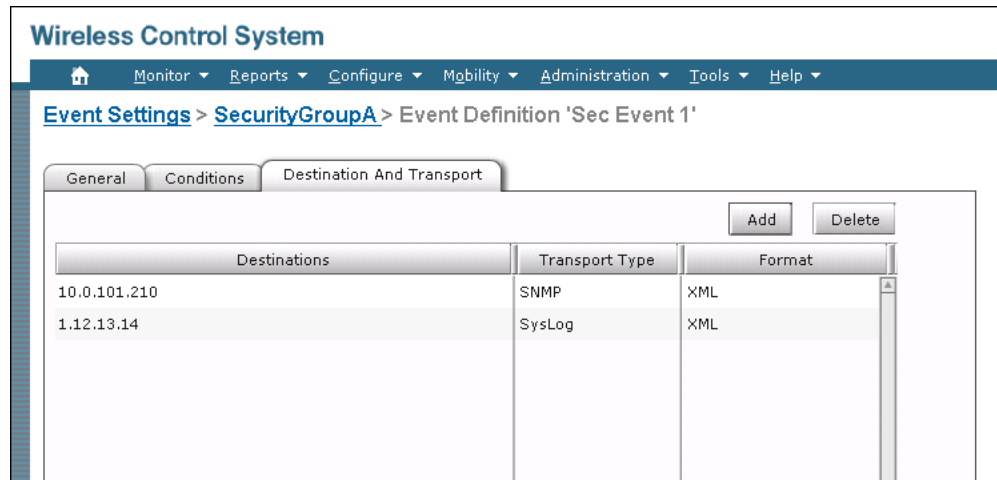 Wireless Control System
Monitor Reports Configure Mobility Administration Tools Help
Event Settings > SecurityGroupA > Event Definition 'Sec Event 1'
General Conditions Destination And Transport
Add Delete
Destinations Transport Type Format
10.0.101.210 SNMP XML
1.12.13.14 SysLog XML